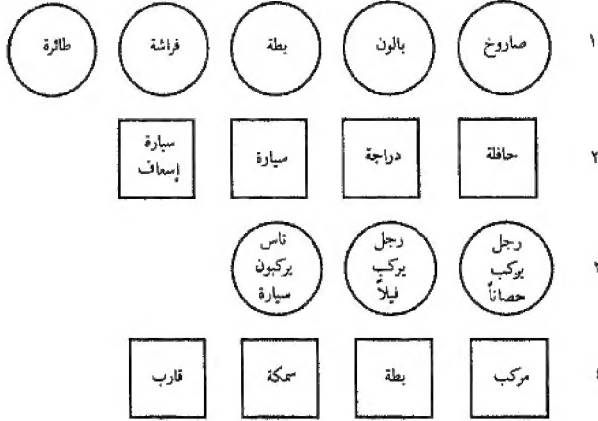 ١ صاروخ بالون بطة فراشة طائرة
٢ حافلة دراجة سيارة سيارة إسعاف
٣ رجل يركب حصاناً رجل يركب فيلاً ناس يركبون سيارة
٤ مركب بطة سمكة قارب